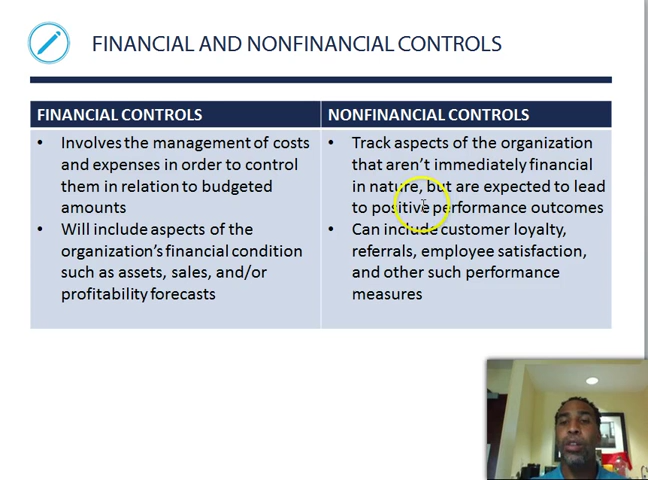 FINANCIAL AND NONFINANCIAL CONTROLS
FINANCIAL CONTROLS
• Involves the management of costs
and expenses in order to control
them in relation to budgeted
amounts
• Will include aspects of the
organization's financial condition
such as assets, sales, and/or
profitability forecasts
NONFINANCIAL CONTROLS
• Track aspects of the organization
that aren't immediately financial
in nature, but are expected to lead
to positive performance outcomes
• Can include customer loyalty,
referrals, employee satisfaction,
and other such performance
measures